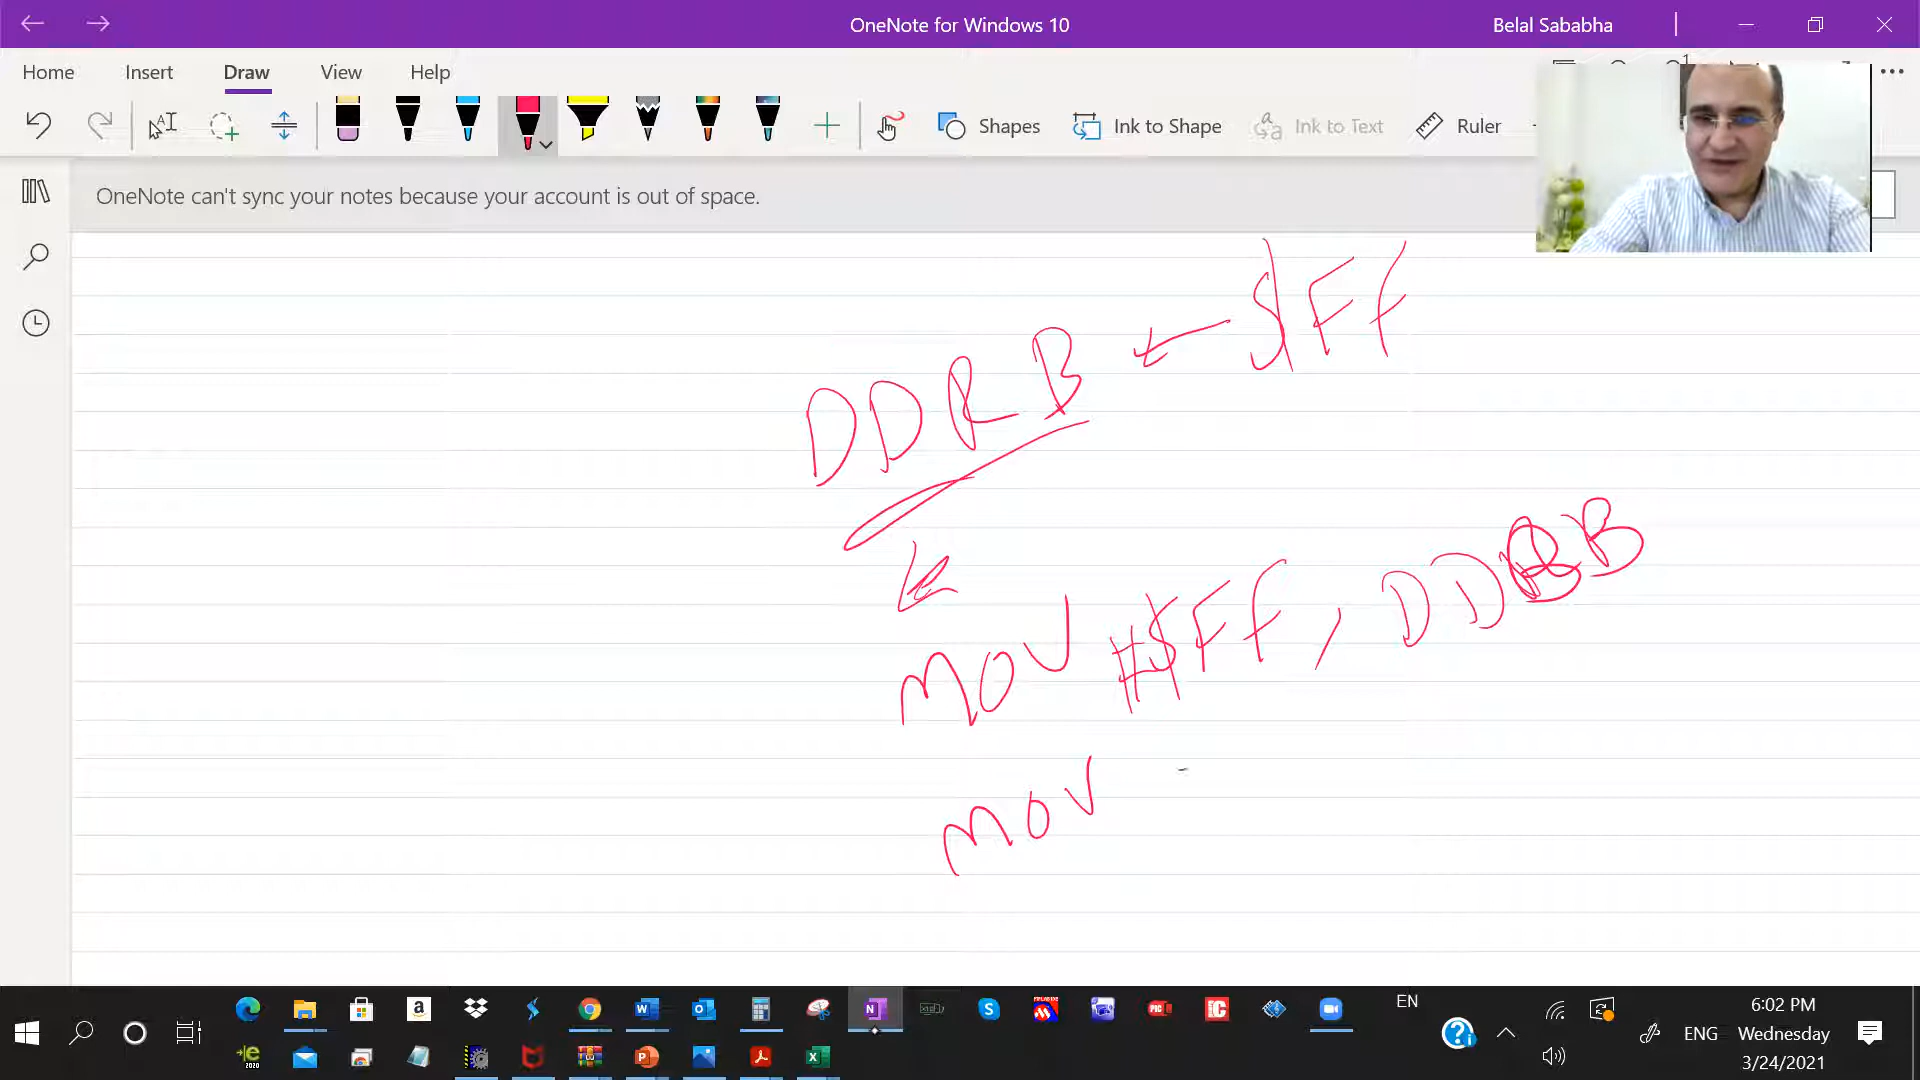 OneNote for Windows 10
Belal Sababha
Home Insert Draw View Help
Shapes Ink to Shape Ink to Text Ruler
OneNote can't sync your notes because your account is out of space.
DDRB ← $FF
MOV #$FF, DDRB
MOV
EN
6:02 PM
ENG Wednesday
3/24/2021